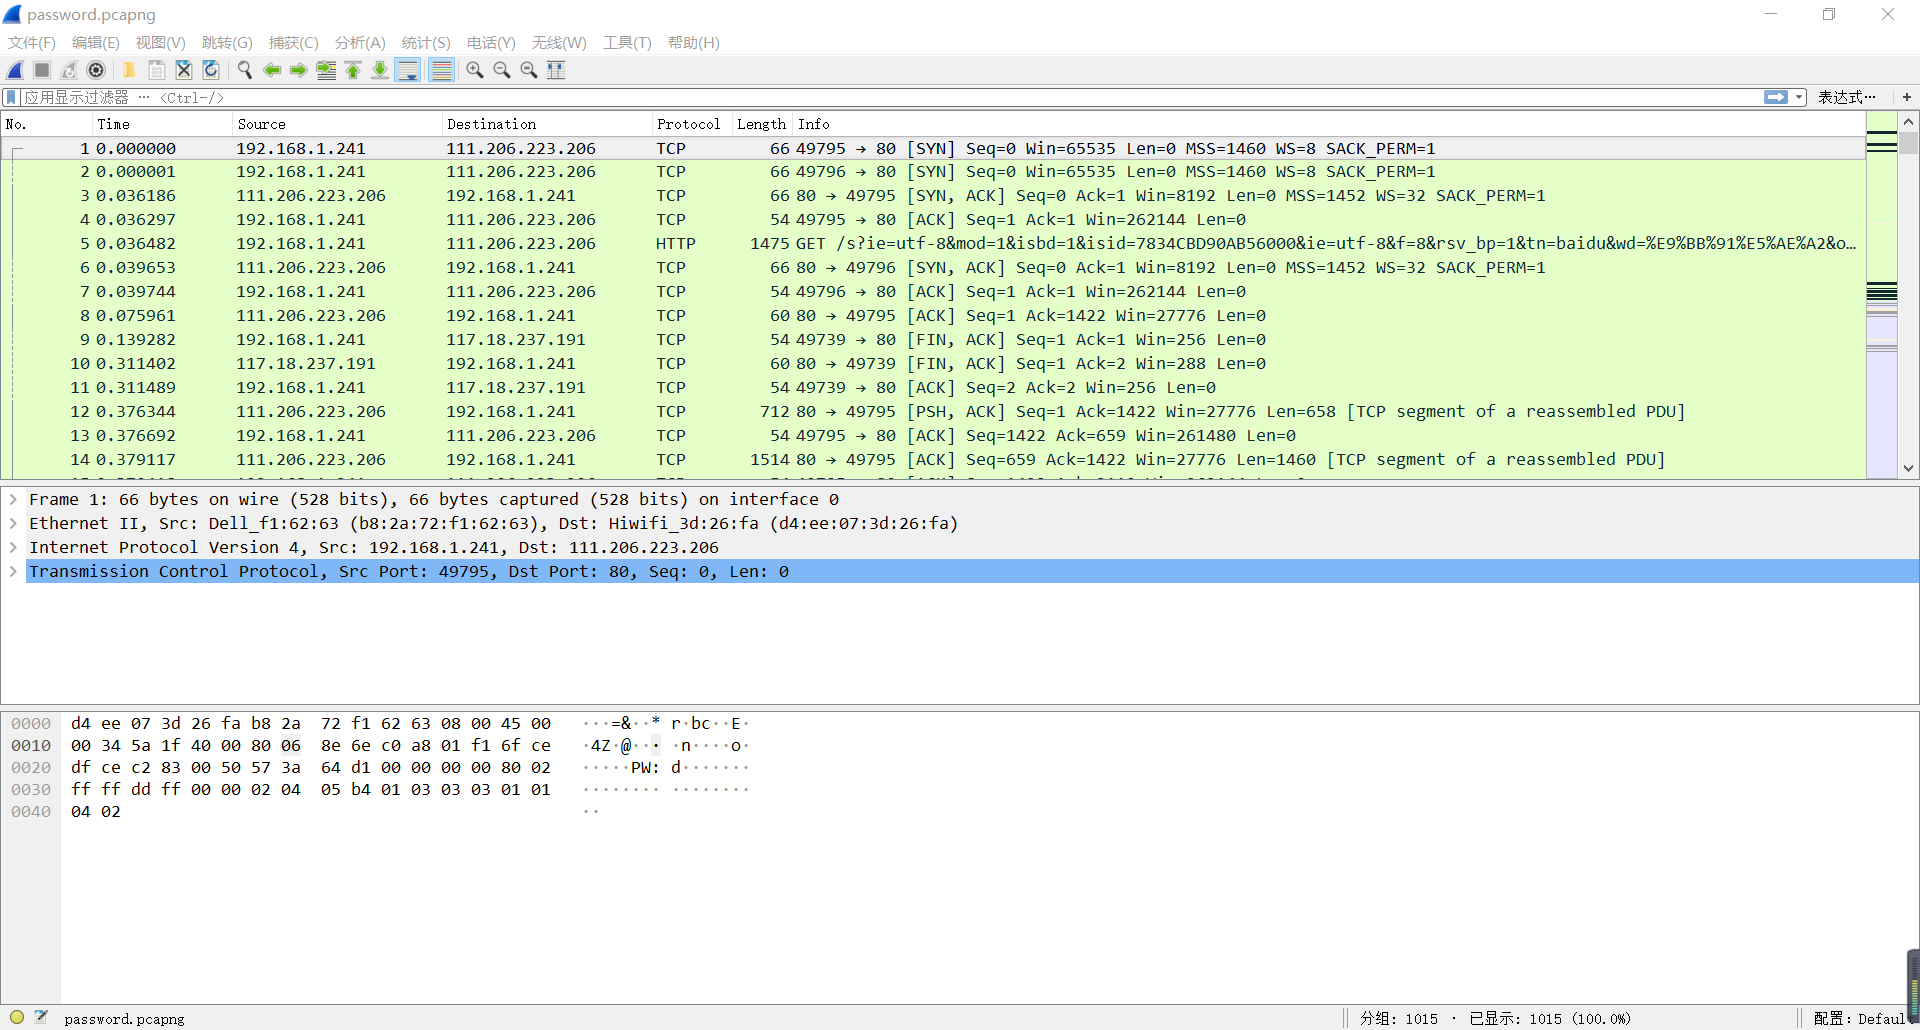 password.pcapng
文件(F) 编辑(E) 视图(V) 跳转(G) 捕获(C) 分析(A) 统计(S) 电话(Y) 无线(W) 工具(T) 帮助(H)
应用显示过滤器 … <Ctrl-/> 表达式… +
No. Time Source Destination Protocol Length Info
1 0.000000 192.168.1.241 111.206.223.206 TCP 66 49795 → 80 [SYN] Seq=0 Win=65535 Len=0 MSS=1460 WS=8 SACK_PERM=1
2 0.000001 192.168.1.241 111.206.223.206 TCP 66 49796 → 80 [SYN] Seq=0 Win=65535 Len=0 MSS=1460 WS=8 SACK_PERM=1
3 0.036186 111.206.223.206 192.168.1.241 TCP 66 80 → 49795 [SYN, ACK] Seq=0 Ack=1 Win=8192 Len=0 MSS=1452 WS=32 SACK_PERM=1
4 0.036297 192.168.1.241 111.206.223.206 TCP 54 49795 → 80 [ACK] Seq=1 Ack=1 Win=262144 Len=0
5 0.036482 192.168.1.241 111.206.223.206 HTTP 1475 GET /s?ie=utf-8&mod=1&isbd=1&isid=7834CBD90AB56000&ie=utf-8&f=8&rsv_bp=1&tn=baidu&wd=%E9%BB%91%E5%AE%A2&o…
6 0.039653 111.206.223.206 192.168.1.241 TCP 66 80 → 49796 [SYN, ACK] Seq=0 Ack=1 Win=8192 Len=0 MSS=1452 WS=32 SACK_PERM=1
7 0.039744 192.168.1.241 111.206.223.206 TCP 54 49796 → 80 [ACK] Seq=1 Ack=1 Win=262144 Len=0
8 0.075961 111.206.223.206 192.168.1.241 TCP 60 80 → 49795 [ACK] Seq=1 Ack=1422 Win=27776 Len=0
9 0.139282 192.168.1.241 117.18.237.191 TCP 54 49739 → 80 [FIN, ACK] Seq=1 Ack=1 Win=256 Len=0
10 0.311402 117.18.237.191 192.168.1.241 TCP 60 80 → 49739 [FIN, ACK] Seq=1 Ack=2 Win=288 Len=0
11 0.311489 192.168.1.241 117.18.237.191 TCP 54 49739 → 80 [ACK] Seq=2 Ack=2 Win=256 Len=0
12 0.376344 111.206.223.206 192.168.1.241 TCP 712 80 → 49795 [PSH, ACK] Seq=1 Ack=1422 Win=27776 Len=658 [TCP segment of a reassembled PDU]
13 0.376692 192.168.1.241 111.206.223.206 TCP 54 49795 → 80 [ACK] Seq=1422 Ack=659 Win=261480 Len=0
14 0.379117 111.206.223.206 192.168.1.241 TCP 1514 80 → 49795 [ACK] Seq=659 Ack=1422 Win=27776 Len=1460 [TCP segment of a reassembled PDU]
Frame 1: 66 bytes on wire (528 bits), 66 bytes captured (528 bits) on interface 0
Ethernet II, Src: Dell_f1:62:63 (b8:2a:72:f1:62:63), Dst: Hiwifi_3d:26:fa (d4:ee:07:3d:26:fa)
Internet Protocol Version 4, Src: 192.168.1.241, Dst: 111.206.223.206
Transmission Control Protocol, Src Port: 49795, Dst Port: 80, Seq: 0, Len: 0
0000 d4 ee 07 3d 26 fa b8 2a 72 f1 62 63 08 00 45 00 ···=&··* r·bc··E·
0010 00 34 5a 1f 40 00 80 06 8e 6e c0 a8 01 f1 6f ce ·4Z·@··· ·n····o·
0020 df ce c2 83 00 50 57 3a 64 d1 00 00 00 00 80 02 ·····PW: d·······
0030 ff ff dd ff 00 00 02 04 05 b4 01 03 03 03 01 01 ········ ········
0040 04 02 ··
password.pcapng 分组: 1015 · 已显示: 1015 (100.0%) 配置: Default